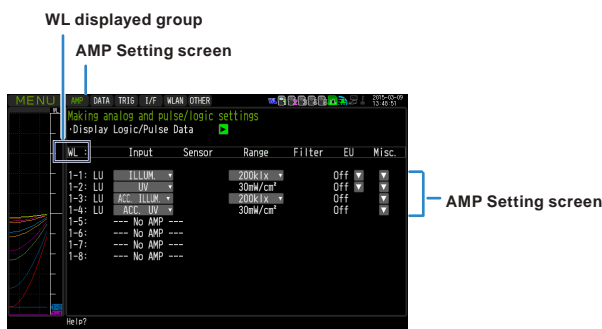 WL displayed group
AMP Setting screen
MENU AMP DATA TRIG I/F WLAN OTHER 2015-03-09
13:48:51
Making analog and pulse/logic settings
·Display Logic/Pulse Data
WL : Input Sensor Range Filter EU Misc.
1-1: LU ILLUM. 200klx Off
1-2: LU UV 30mW/cm² Off
1-3: LU ACC. ILLUM. 200klx Off
1-4: LU ACC. UV 30mW/cm² Off
AMP Setting screen
1-5: --- No AMP ---
1-6: --- No AMP ---
1-7: --- No AMP ---
1-8: --- No AMP ---
Help?